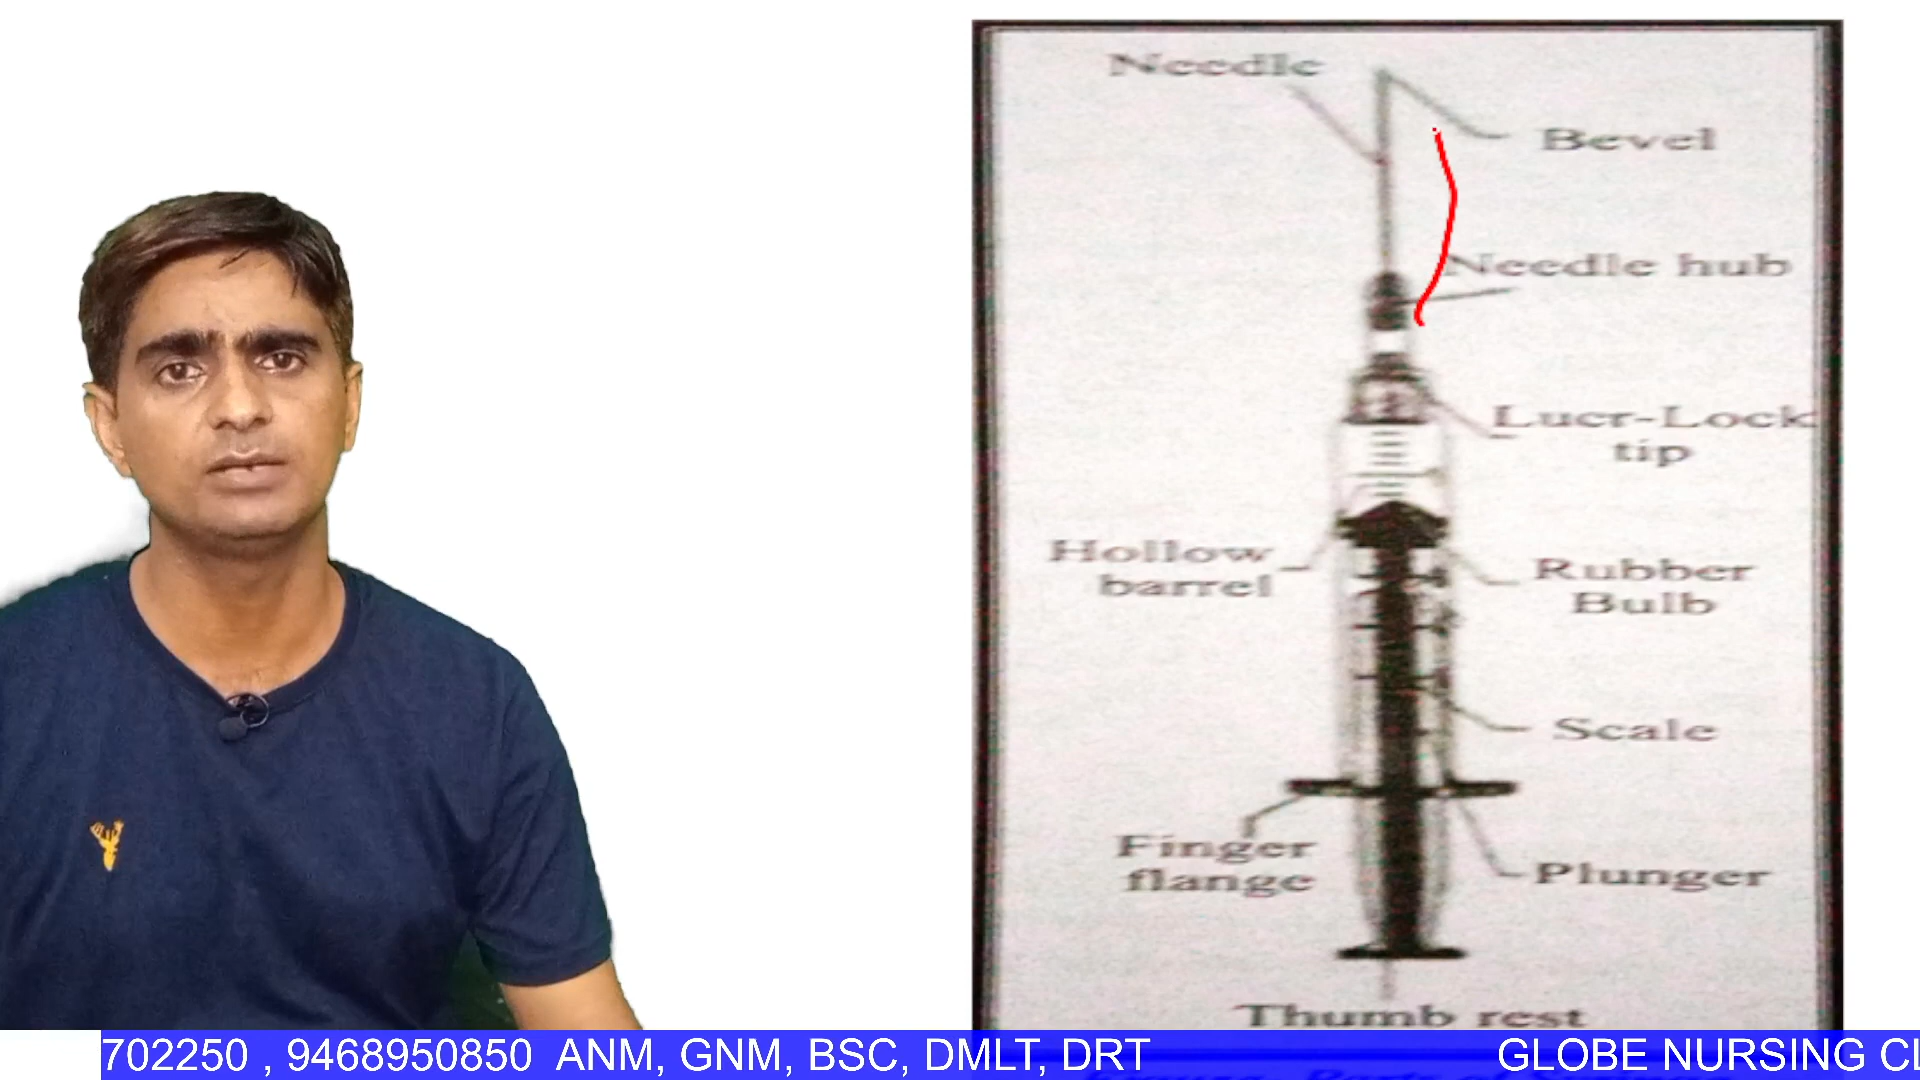 Needle
Bevel
Needle hub
Luer-Lock
tip
Hollow
barrel
Rubber
Bulb
Scale
Finger
flange
Plunger
Thumb rest
702250 , 9468950850 ANM, GNM, BSC, DMLT, DRT
GLOBE NURSING CL